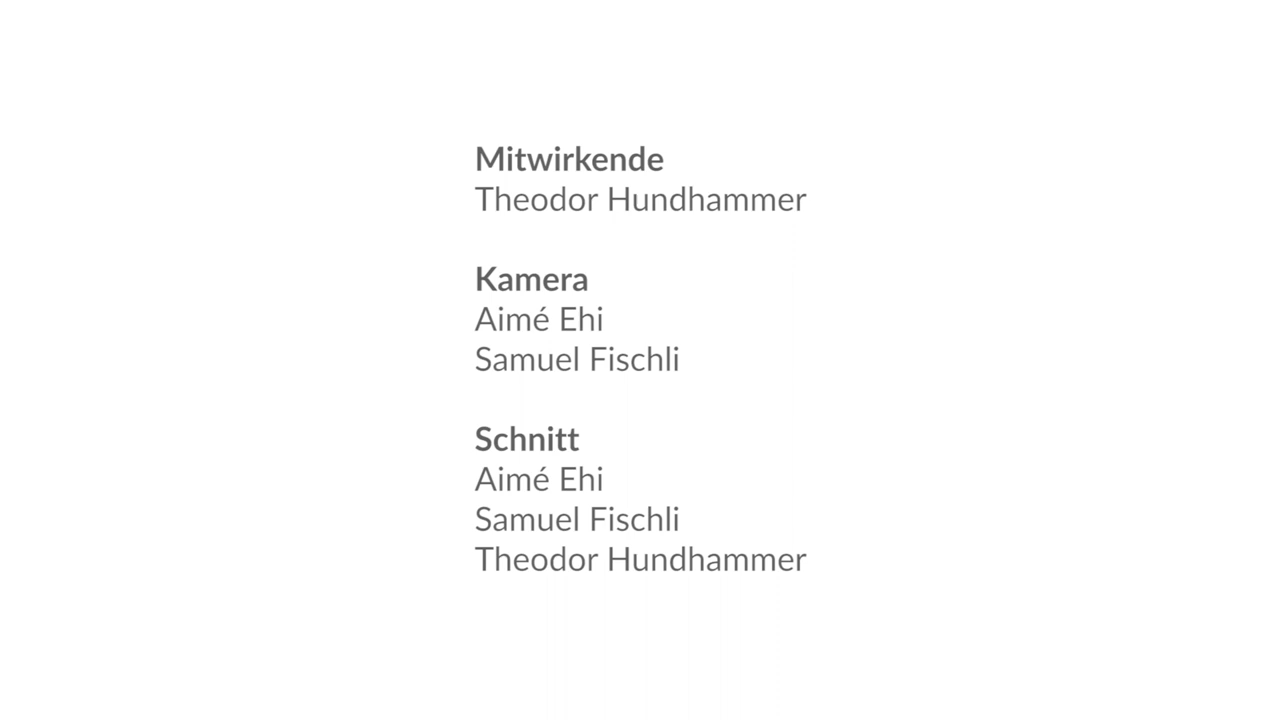 Mitwirkende
Theodor Hundhammer
Kamera
Aimé Ehi
Samuel Fischli
Schnitt
Aimé Ehi
Samuel Fischli
Theodor Hundhammer